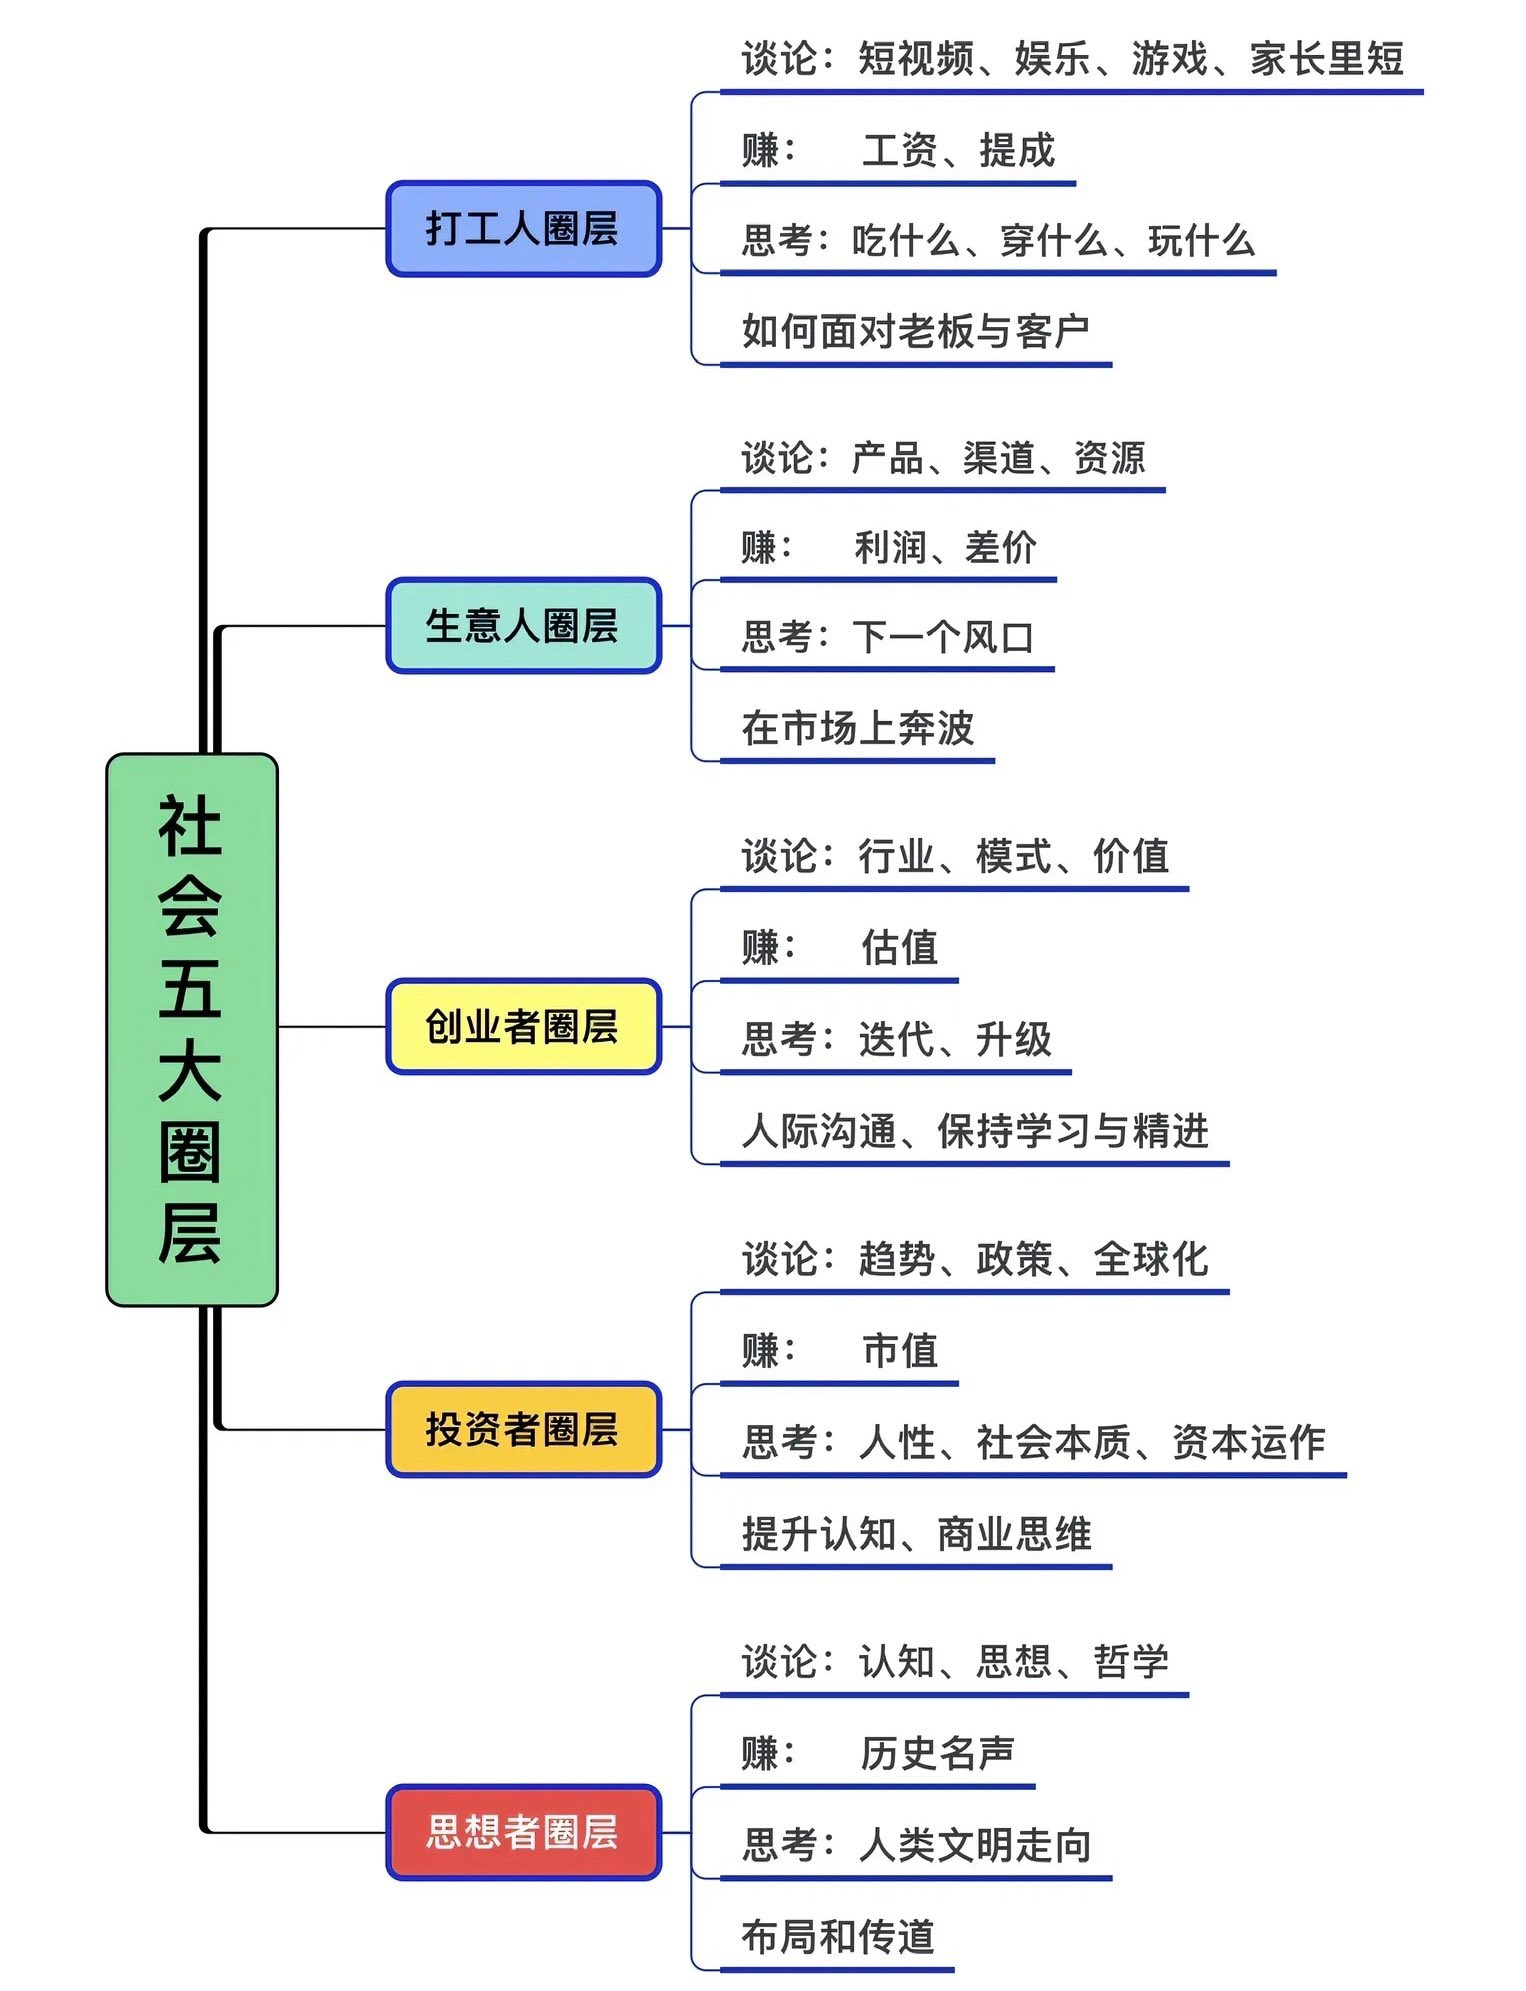 社会五大圈层
打工人圈层
谈论：短视频、娱乐、游戏、家长里短
赚： 工资、提成
思考：吃什么、穿什么、玩什么
如何面对老板与客户
生意人圈层
谈论：产品、渠道、资源
赚： 利润、差价
思考：下一个风口
在市场上奔波
创业者圈层
谈论：行业、模式、价值
赚： 估值
思考：迭代、升级
人际沟通、保持学习与精进
投资者圈层
谈论：趋势、政策、全球化
赚： 市值
思考：人性、社会本质、资本运作
提升认知、商业思维
思想者圈层
谈论：认知、思想、哲学
赚： 历史名声
思考：人类文明走向
布局和传道